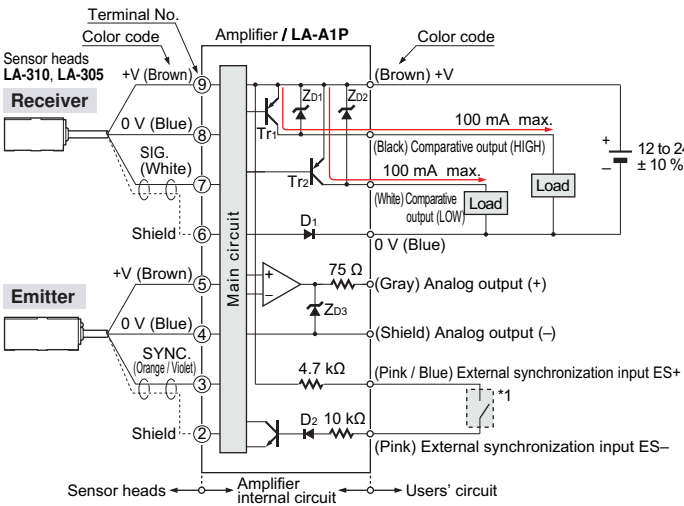 Terminal No.
Color code
Amplifier / LA-A1P
Color code
Sensor heads
LA-310, LA-305
+V (Brown)
9
(Brown) +V
Receiver
ZD1
ZD2
100 mA max.
0 V (Blue)
8
Tr1
(Black) Comparative output (HIGH)
+
12 to 24
–
± 10 %
SIG.
(White)
7
Tr2
100 mA max.
Load
(White) Comparative
output (LOW)
Load
Shield
6
D1
0 V (Blue)
Main circuit
+V (Brown)
5
+
–
75 Ω
(Gray) Analog output (+)
Emitter
ZD3
0 V (Blue)
4
(Shield) Analog output (–)
SYNC.
(Orange / Violet)
3
4.7 kΩ
(Pink / Blue) External synchronization input ES+
*1
Shield
2
D2
10 kΩ
(Pink) External synchronization input ES–
Sensor heads
Amplifier
internal circuit
Users' circuit